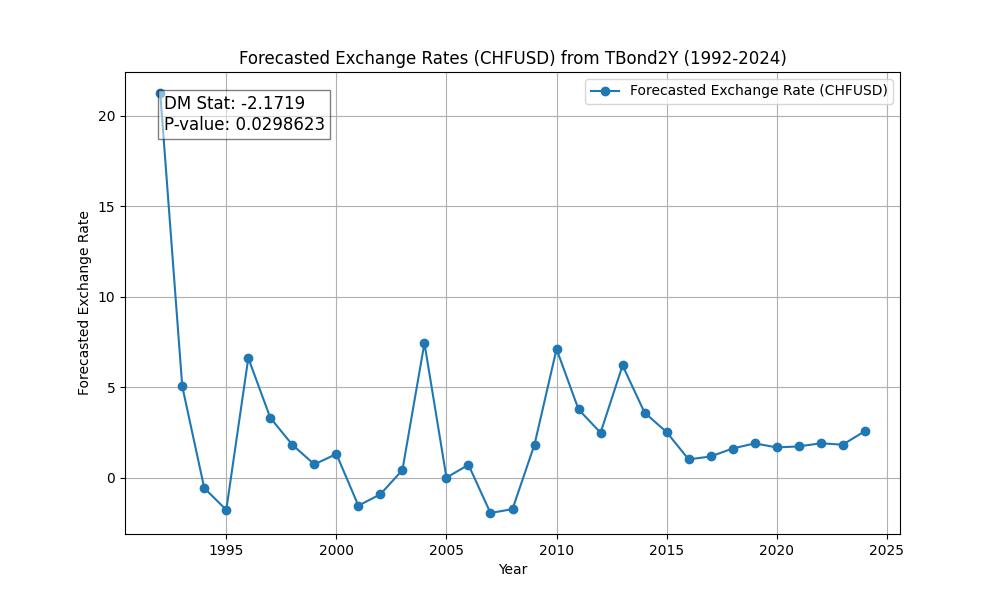 Forecasted Exchange Rates (CHFUSD) from TBond2Y (1992-2024)
DM Stat: -2.1719
P-value: 0.0298623
Forecasted Exchange Rate (CHFUSD)
Forecasted Exchange Rate
20
15
10
5
0
1995 2000 2005 2010 2015 2020 2025
Year